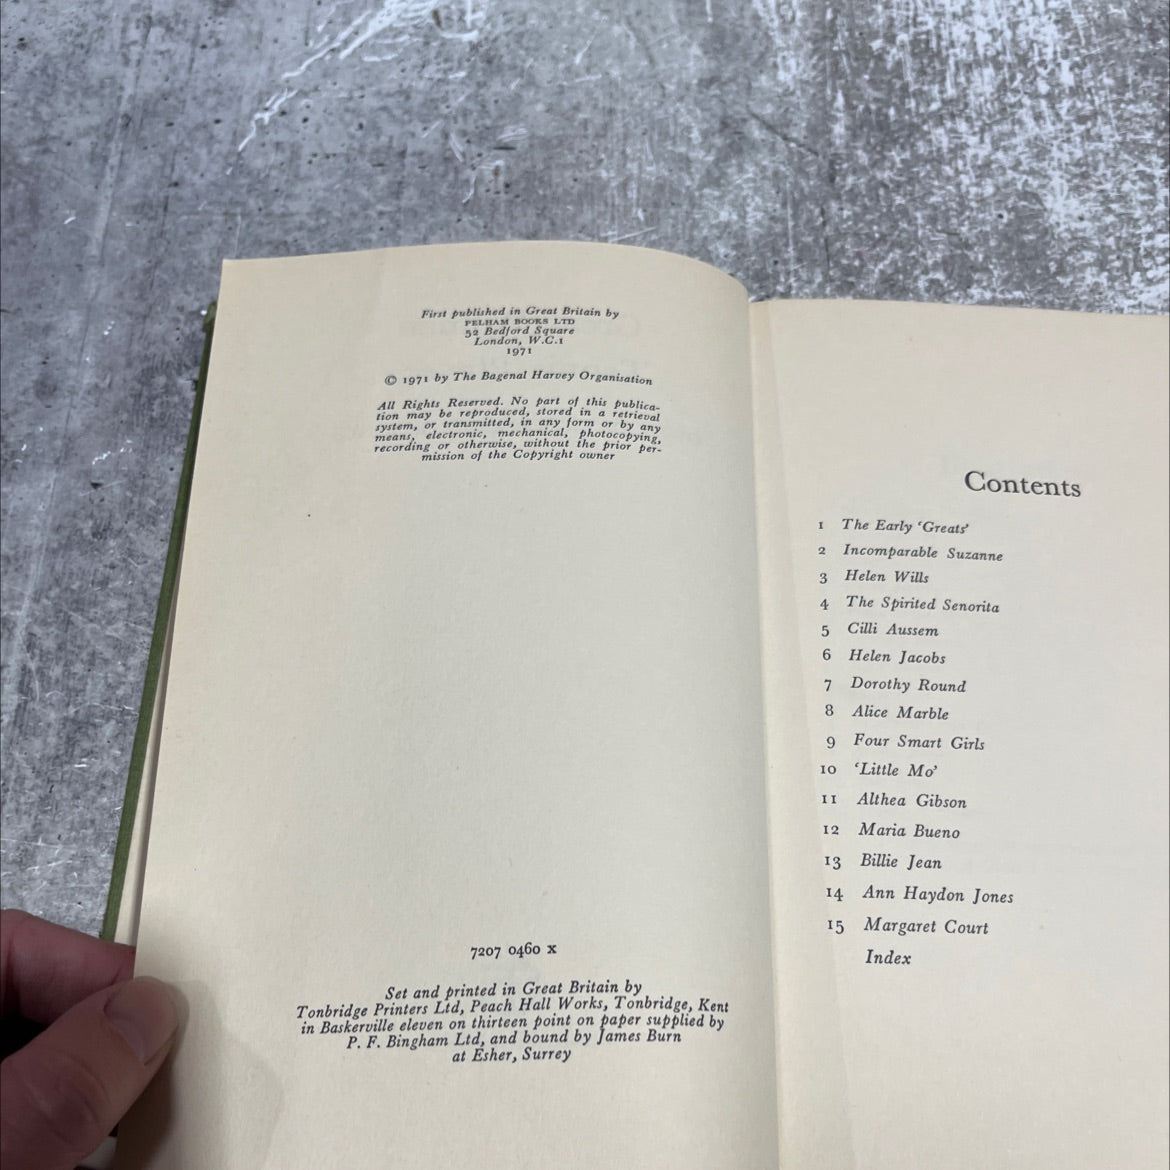 First published in Great Britain by
PELHAM BOOKS LTD
52 Bedford Square
London, W.C.1
1971
© 1971 by The Bagenal Harvey Organisation
All Rights Reserved. No part of this publica-
tion may be reproduced, stored in a retrieval
system, or transmitted, in any form or by any
means, electronic, mechanical, photocopying,
recording or otherwise, without the prior per-
mission of the Copyright owner
7207 0460 x
Set and printed in Great Britain by
Tonbridge Printers Ltd, Peach Hall Works, Tonbridge, Kent
in Baskerville eleven on thirteen point on paper supplied by
P. F. Bingham Ltd, and bound by James Burn
at Esher, Surrey
Contents
1 The Early 'Greats'
2 Incomparable Suzanne
3 Helen Wills
4 The Spirited Senorita
5 Cilli Aussem
6 Helen Jacobs
7 Dorothy Round
8 Alice Marble
9 Four Smart Girls
10 'Little Mo'
11 Althea Gibson
12 Maria Bueno
13 Billie Jean
14 Ann Haydon Jones
15 Margaret Court
Index